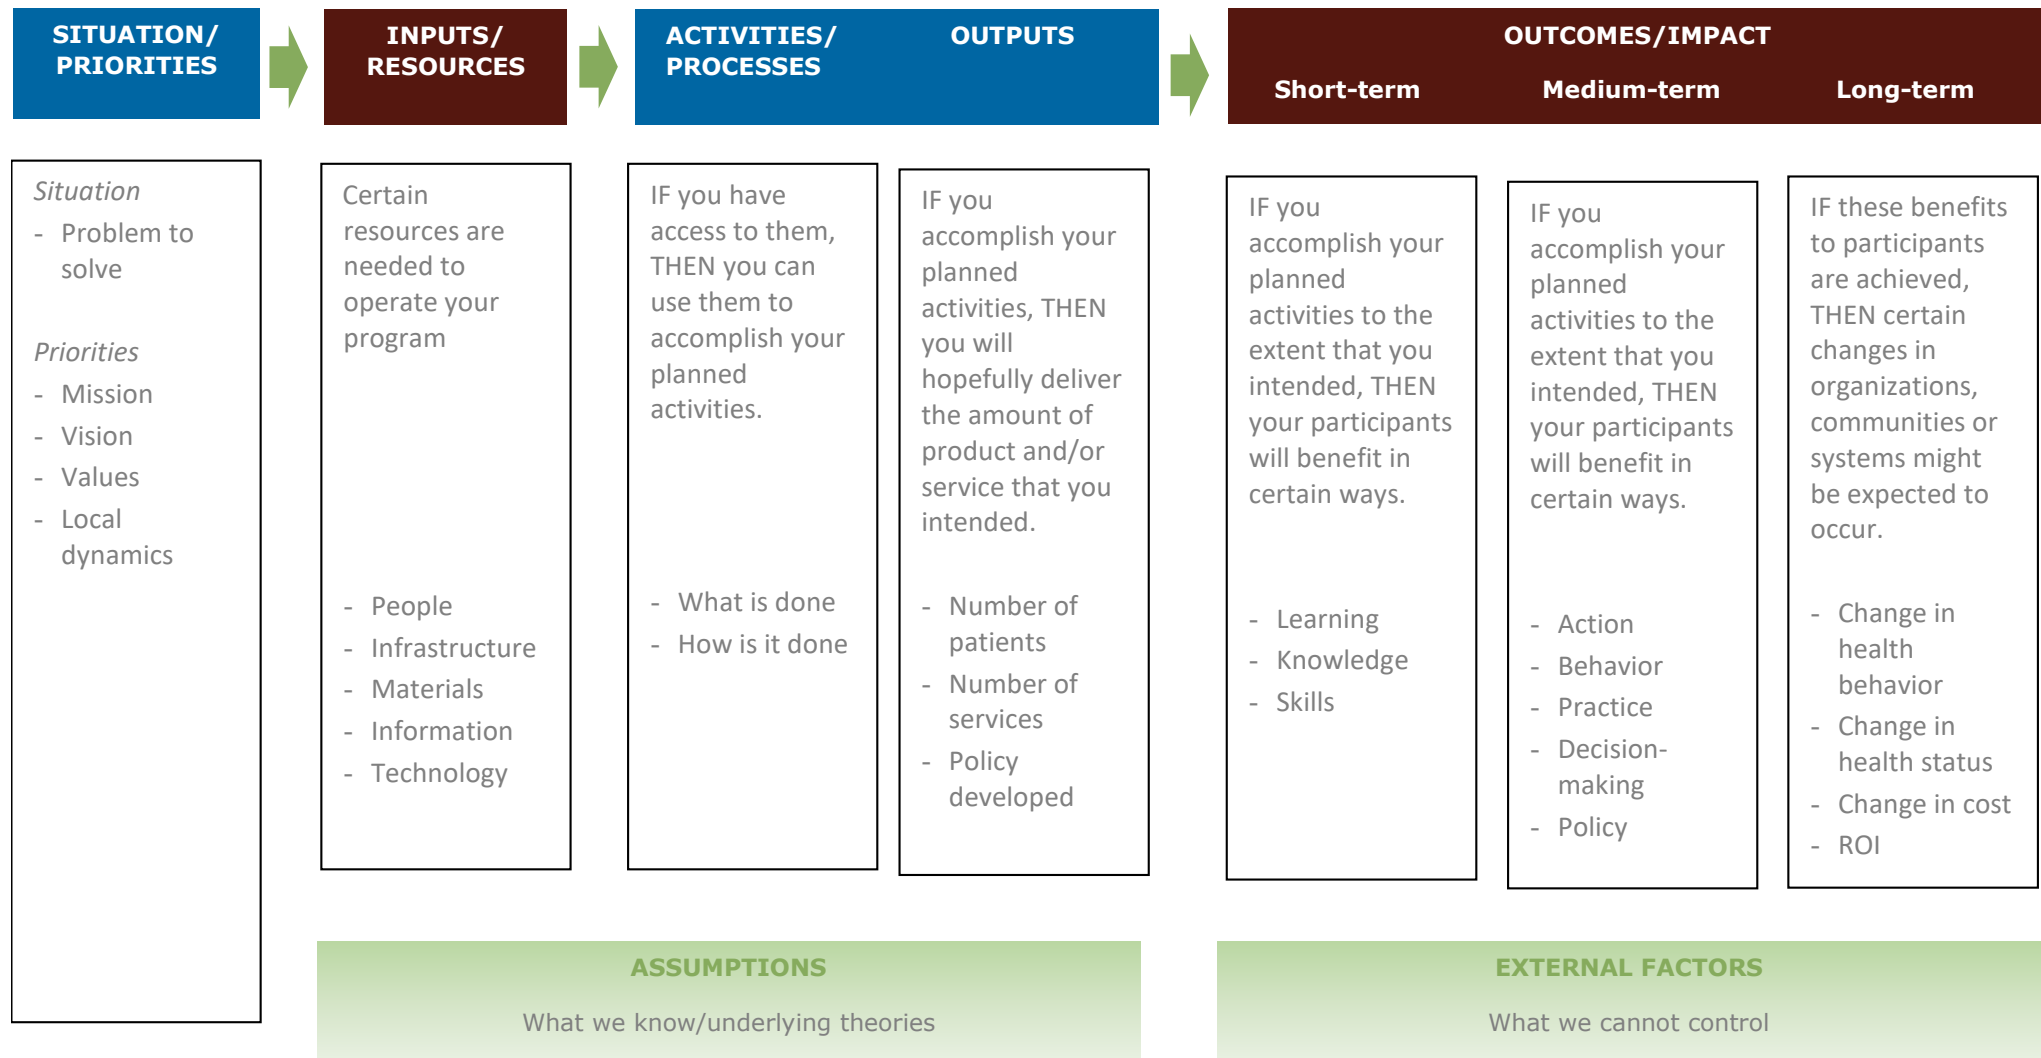 SITUATION/
PRIORITIES
INPUTS/
RESOURCES
ACTIVITIES/
PROCESSES
OUTPUTS
OUTCOMES/IMPACT
Short-term
Medium-term
Long-term
Situation
- Problem to
solve
Priorities
- Mission
- Vision
- Values
- Local
dynamics
Certain
resources are
needed to
operate your
program
- People
- Infrastructure
- Materials
- Information
- Technology
IF you have
access to them,
THEN you can
use them to
accomplish your
planned
activities.
- What is done
- How is it done
IF you
accomplish your
planned
activities, THEN
you will
hopefully deliver
the amount of
product and/or
service that you
intended.
- Number of
patients
- Number of
services
- Policy
developed
IF you
accomplish your
planned
activities to the
extent that you
intended, THEN
your participants
will benefit in
certain ways.
- Learning
- Knowledge
- Skills
IF you
accomplish your
planned
activities to the
extent that you
intended, THEN
your participants
will benefit in
certain ways.
- Action
- Behavior
- Practice
- Decision-
making
- Policy
IF these benefits
to participants
are achieved,
THEN certain
changes in
organizations,
communities or
systems might
be expected to
occur.
- Change in
health
behavior
- Change in
health status
- Change in cost
- ROI
ASSUMPTIONS
What we know/underlying theories
EXTERNAL FACTORS
What we cannot control